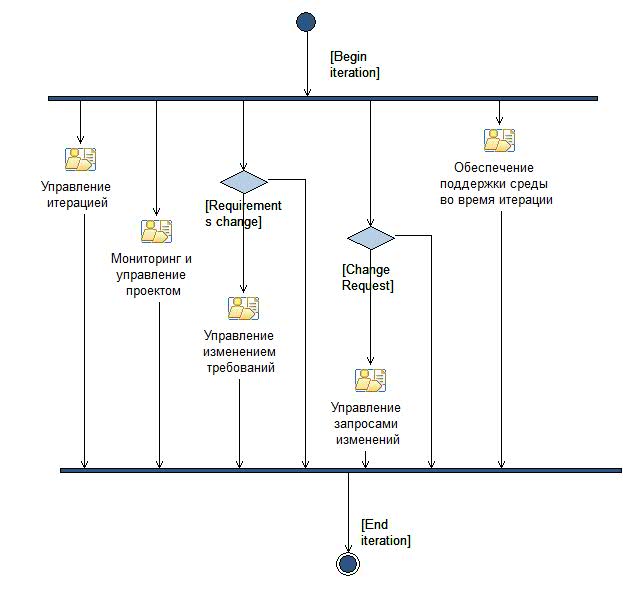 [Begin
iteration]
Управление
итерацией
Мониторинг и
управление
проектом
[Requirement
s change]
Управление
изменением
требований
[Change
Request]
Управление
запросами
изменений
Обеспечение
поддержки среды
во время итерации
[End
iteration]